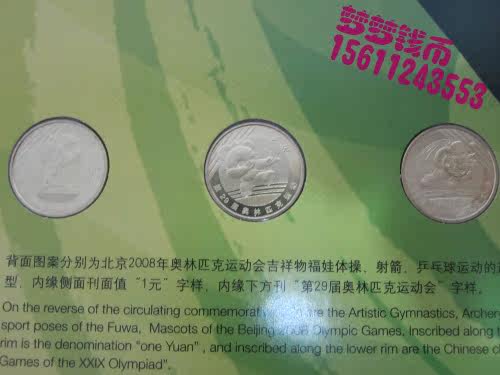 梦梦钱币
15611243553
第29届奥林匹克运动会
背面图案分别为北京2008年奥林匹克运动会吉祥物福娃体操、射箭、乒乓球运动的
型，内缘侧面刊面值“1元”字样，内缘下方刊“第29届奥林匹克运动会”字样。
On the reverse of the circulating commemorative are the Artistic Gymnastics,
sport poses of the Fuwa, Mascots of the Beijing 2008 Olympic Games, Inscribed along
rim is the denomination “one Yuan”, and inscribed along the lower rim are the Chinese
Games of the XXIX Olympiad”.